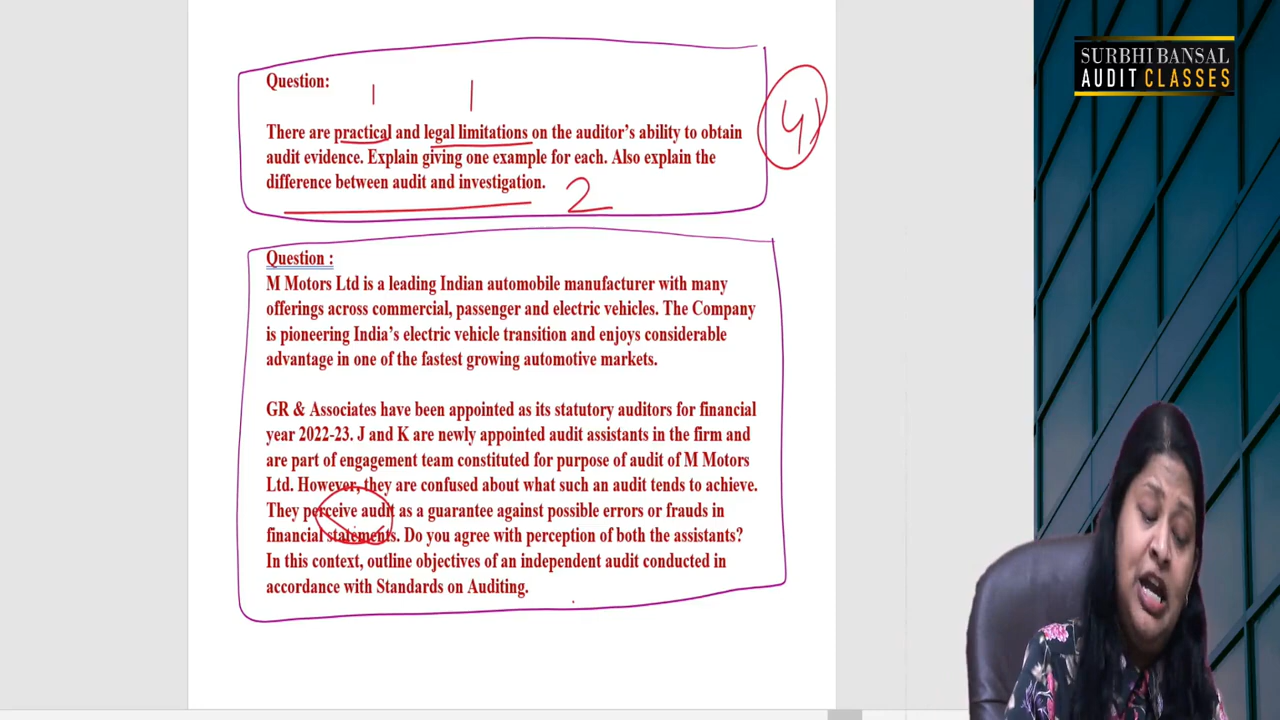 SURBHI BANSAL
AUDIT CLASSES
Question:
1 1
There are practical and legal limitations on the auditor's ability to obtain
audit evidence. Explain giving one example for each. Also explain the
difference between audit and investigation.
2
4
Question :
M Motors Ltd is a leading Indian automobile manufacturer with many
offerings across commercial, passenger and electric vehicles. The Company
is pioneering India's electric vehicle transition and enjoys considerable
advantage in one of the fastest growing automotive markets.
GR & Associates have been appointed as its statutory auditors for financial
year 2022-23. J and K are newly appointed audit assistants in the firm and
are part of engagement team constituted for purpose of audit of M Motors
Ltd. However, they are confused about what such an audit tends to achieve.
They perceive audit as a guarantee against possible errors or frauds in
financial statements. Do you agree with perception of both the assistants?
In this context, outline objectives of an independent audit conducted in
accordance with Standards on Auditing.